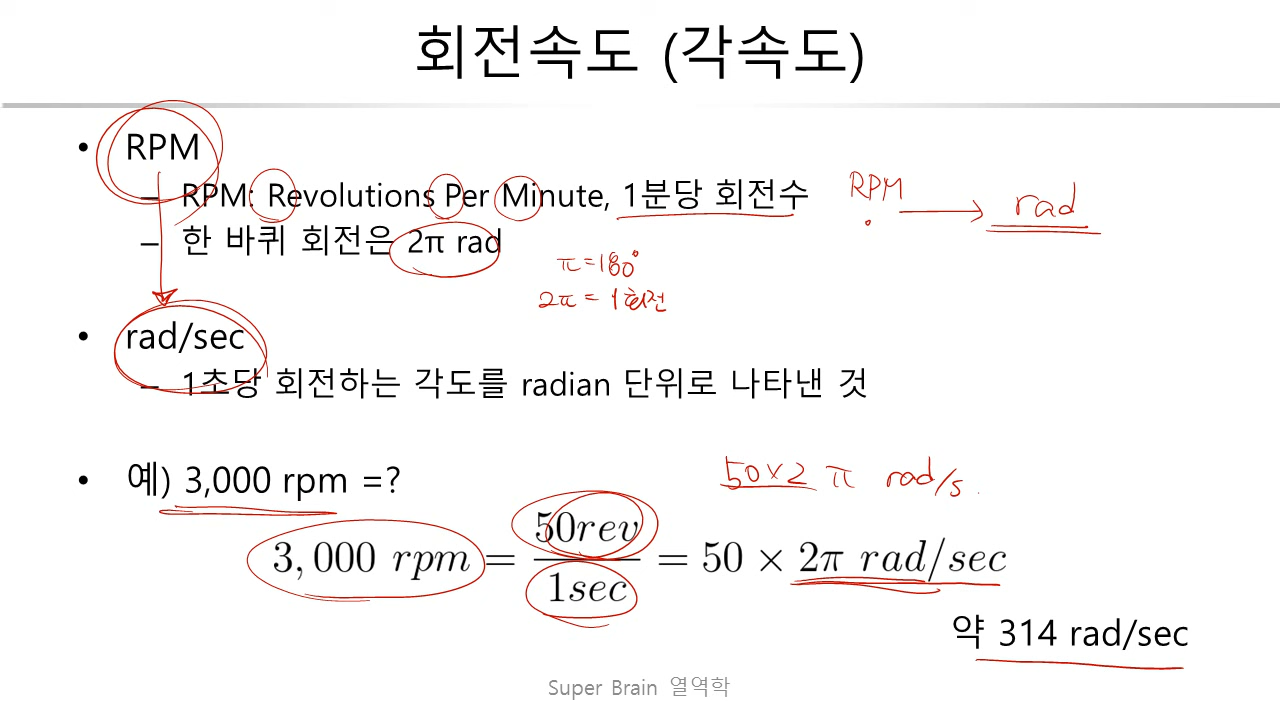 회전속도 (각속도)
• RPM
– RPM: Revolutions Per Minute, 1분당 회전수
RPM → rad
– 한 바퀴 회전은 2π rad
π=180°
2π = 1회전
• rad/sec
– 1초당 회전하는 각도를 radian 단위로 나타낸 것
• 예) 3,000 rpm =?
50×2 π rad/s
3,000 rpm = 50rev/1sec = 50 × 2π rad/sec
약 314 rad/sec
Super Brain 열역학